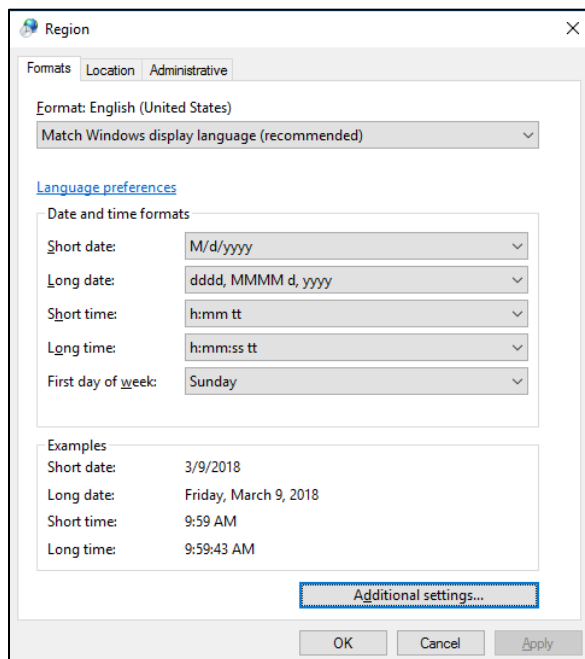 Region
Formats Location Administrative
Format: English (United States)
Match Windows display language (recommended)
Language preferences
Date and time formats
Short date: M/d/yyyy
Long date: dddd, MMMM d, yyyy
Short time: h:mm tt
Long time: h:mm:ss tt
First day of week: Sunday
Examples
Short date: 3/9/2018
Long date: Friday, March 9, 2018
Short time: 9:59 AM
Long time: 9:59:43 AM
Additional settings...
OK Cancel Apply